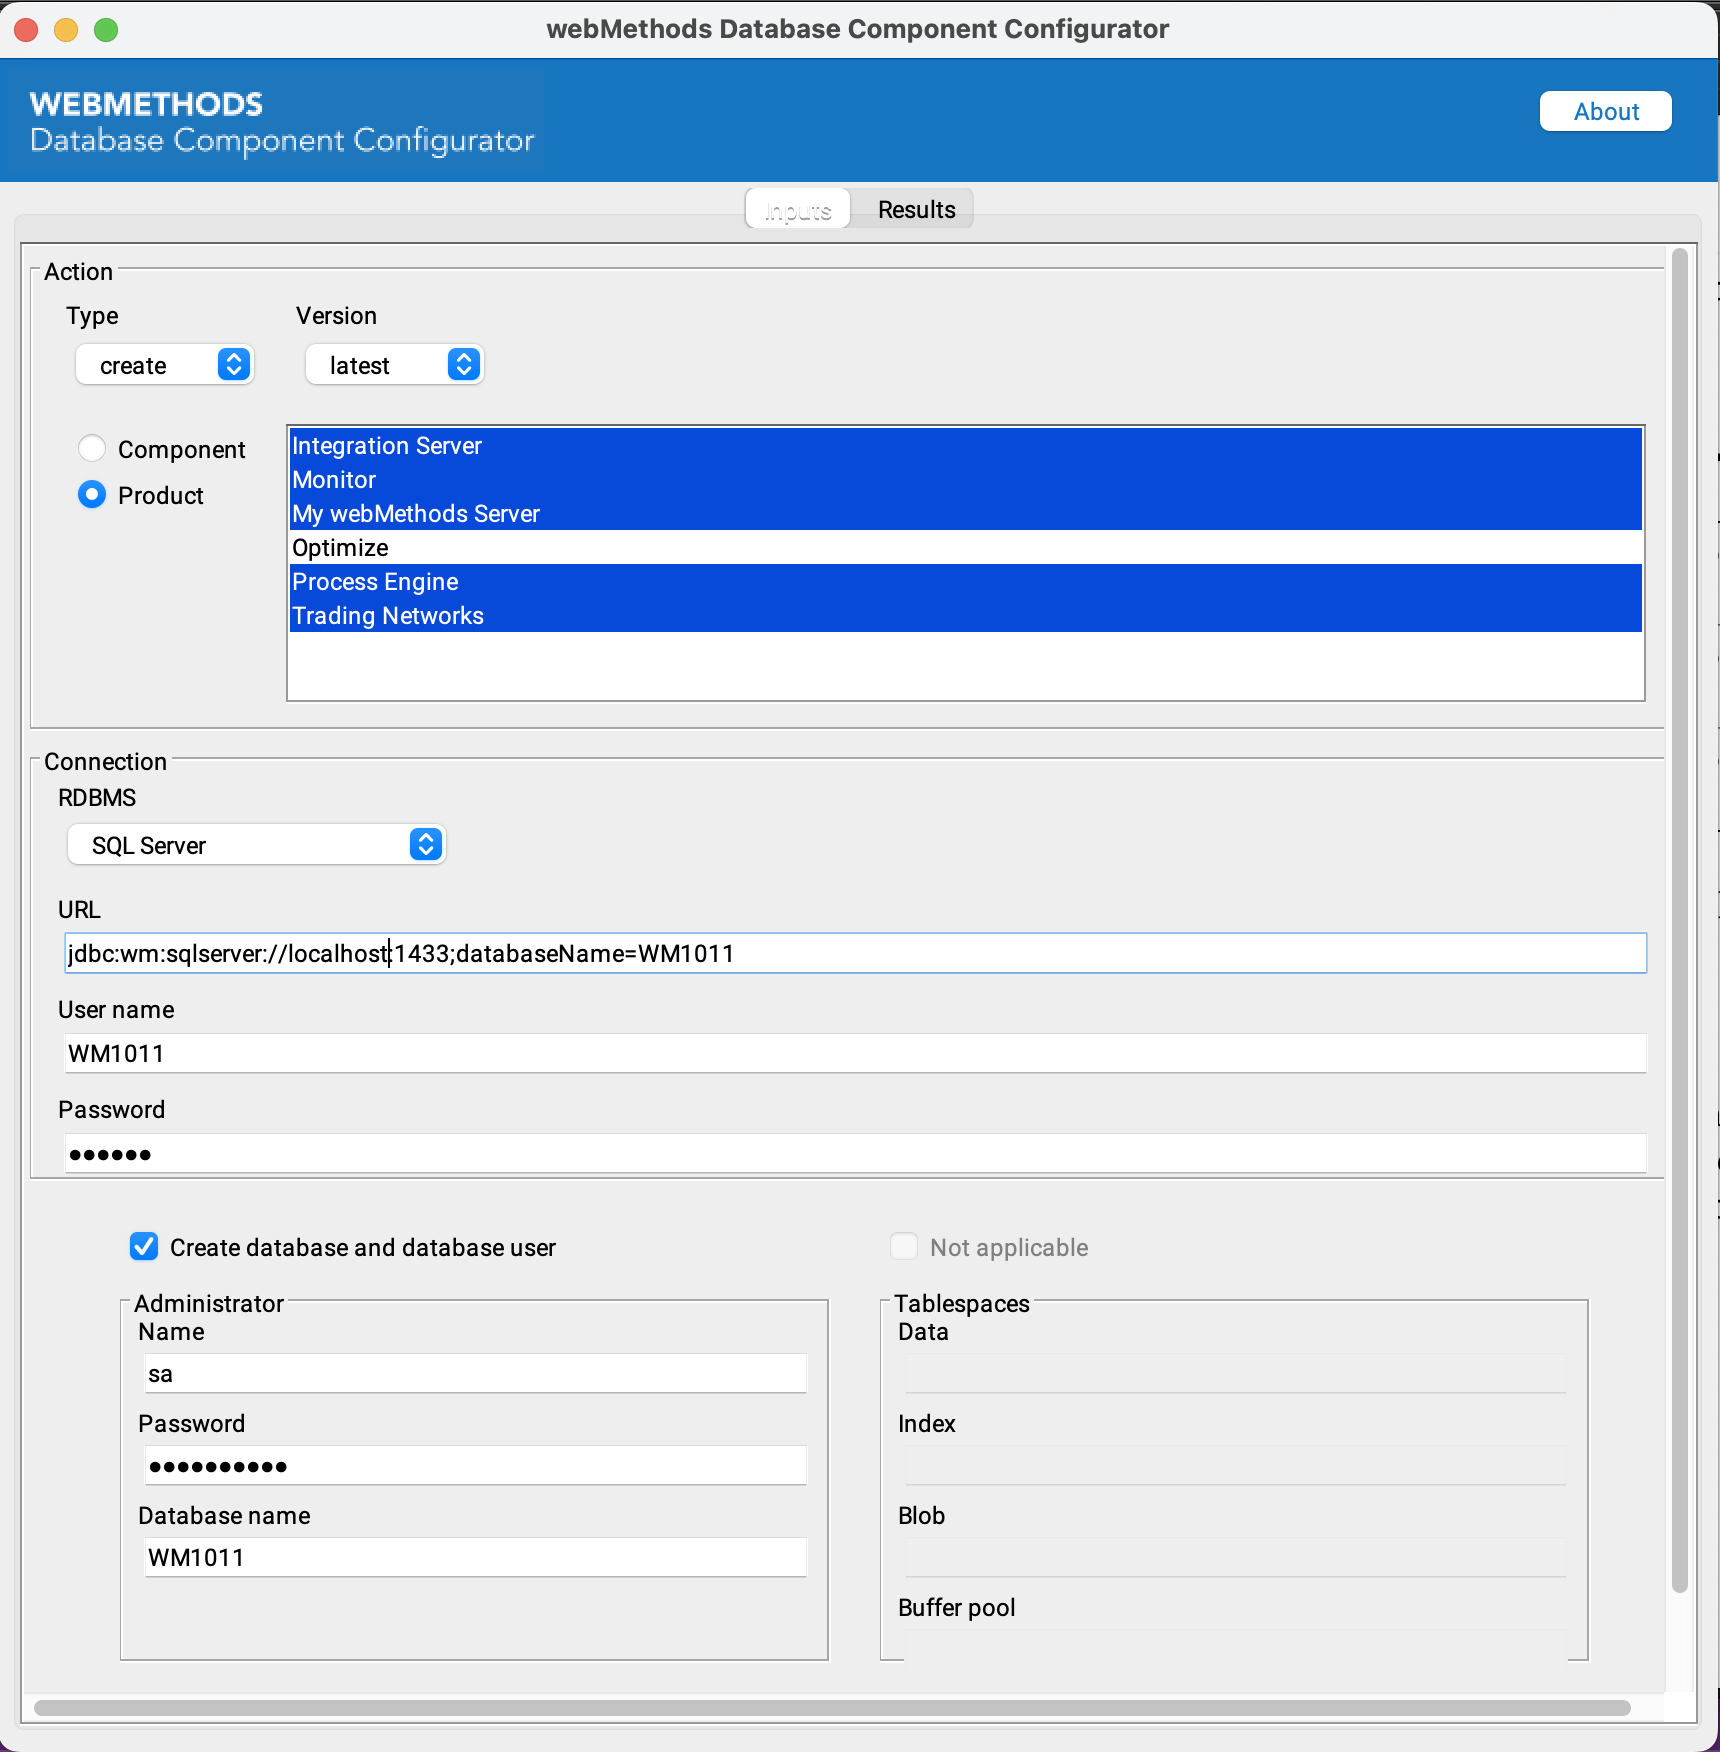 webMethods Database Component Configurator
WEBMETHODS
Database Component Configurator
About
Inputs
Results
Action
Type
Version
create
latest
Component
Product
Integration Server
Monitor
My webMethods Server
Optimize
Process Engine
Trading Networks
Connection
RDBMS
SQL Server
URL
jdbc:wm:sqlserver://localhost:1433;databaseName=WM1011
User name
WM1011
Password
••••••
Create database and database user
Not applicable
Administrator
Name
sa
Password
••••••••••
Database name
WM1011
Tablespaces
Data
Index
Blob
Buffer pool